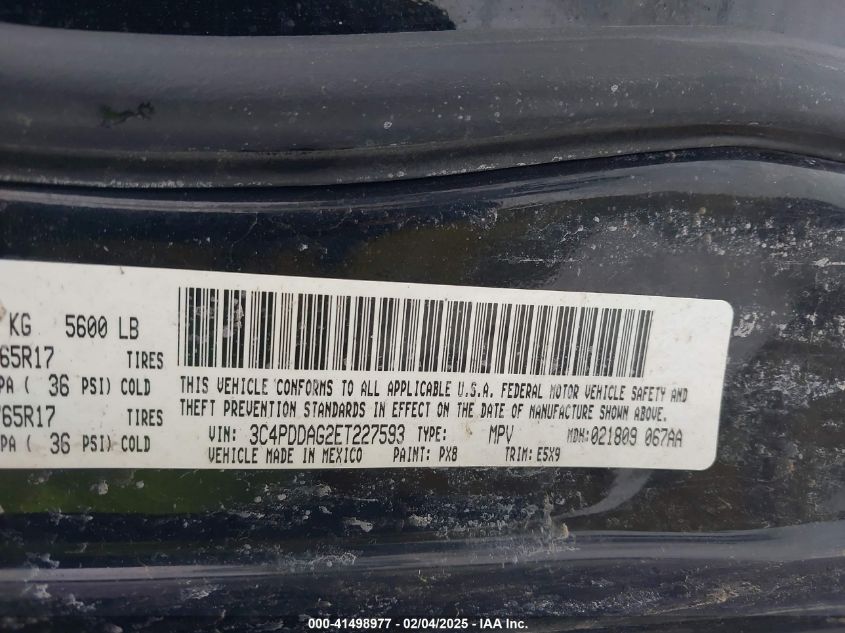 KG 5600 LB
65R17 TIRES
PA ( 36 PSI) COLD
65R17 TIRES
PA ( 36 PSI) COLD
THIS VEHICLE CONFORMS TO ALL APPLICABLE U.S.A. FEDERAL MOTOR VEHICLE SAFETY AND
THEFT PREVENTION STANDARDS IN EFFECT ON THE DATE OF MANUFACTURE SHOWN ABOVE.
VIN: 3C4PDDAG2ET227593 TYPE: MPV MDH:021809 067AA
VEHICLE MADE IN MEXICO PAINT: PX8 TRIM: E5X9
000-41498977 - 02/04/2025 - IAA Inc.